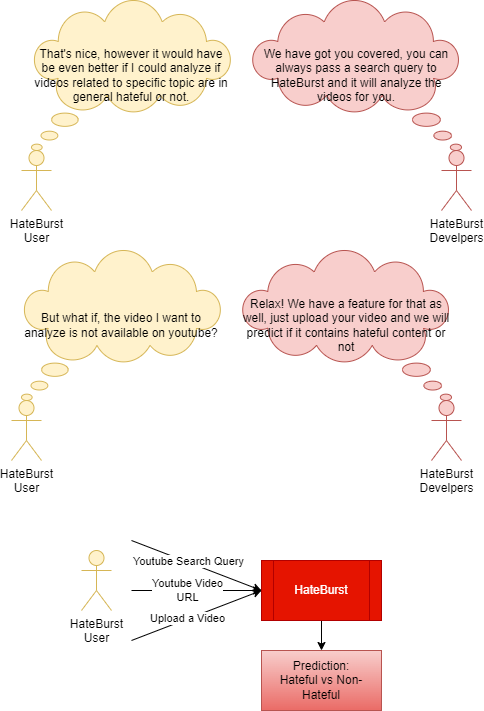 That's nice, however it would have
be even better if I could analyze if
videos related to specific topic are in
general hateful or not.
We have got you covered, you can
always pass a search query to
HateBurst and it will analyze the
videos for you.
HateBurst
User
HateBurst
Develpers
But what if, the video I want to
analyze is not available on youtube?
Relax! We have a feature for that as
well, just upload your video and we will
predict if it contains hateful content or
not
HateBurst
User
HateBurst
Develpers
Youtube Search Query
Youtube Video
URL
Upload a Video
HateBurst
User
HateBurst
Prediction:
Hateful vs Non-
Hateful